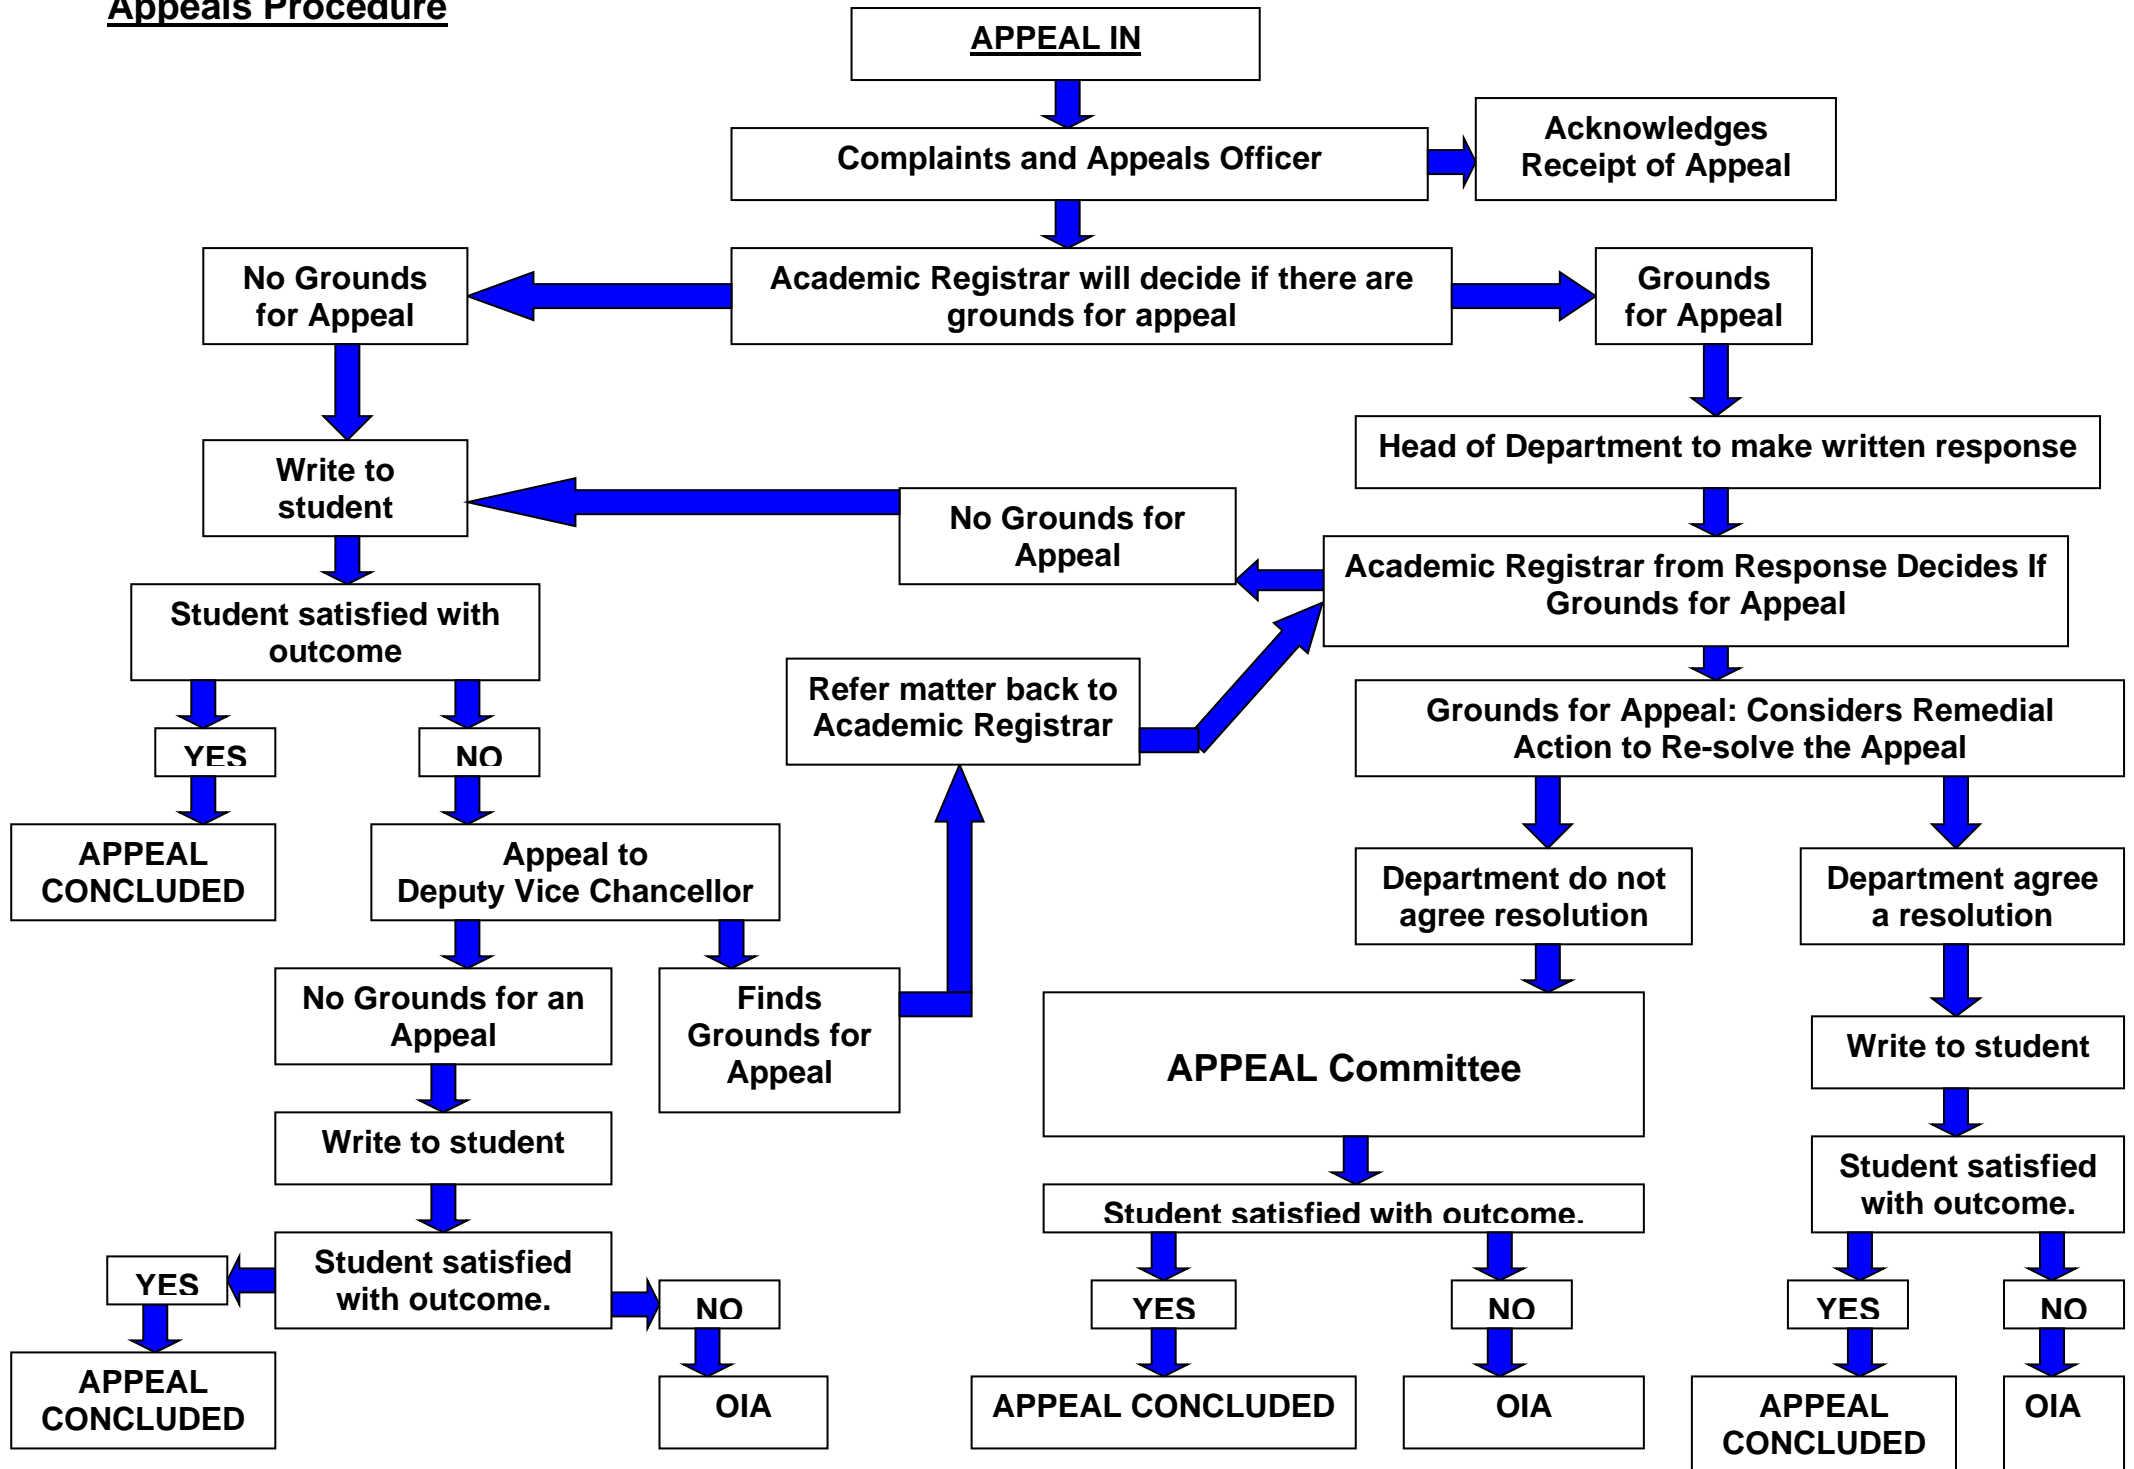 Appeals Procedure
APPEAL IN
Complaints and Appeals Officer
Acknowledges
Receipt of Appeal
No Grounds
for Appeal
Academic Registrar will decide if there are
grounds for appeal
Grounds
for Appeal
Head of Department to make written response
Write to
student
No Grounds for
Appeal
Academic Registrar from Response Decides If
Grounds for Appeal
Student satisfied with
outcome
Refer matter back to
Academic Registrar
Grounds for Appeal: Considers Remedial
Action to Re-solve the Appeal
YES
NO
APPEAL
CONCLUDED
Appeal to
Deputy Vice Chancellor
Department do not
agree resolution
Department agree
a resolution
No Grounds for an
Appeal
Finds
Grounds for
Appeal
APPEAL Committee
Write to student
Write to student
Student satisfied with outcome.
Student satisfied
with outcome.
Student satisfied
with outcome.
YES
NO
YES
NO
YES
NO
APPEAL
CONCLUDED
OIA
APPEAL CONCLUDED
OIA
APPEAL
CONCLUDED
OIA